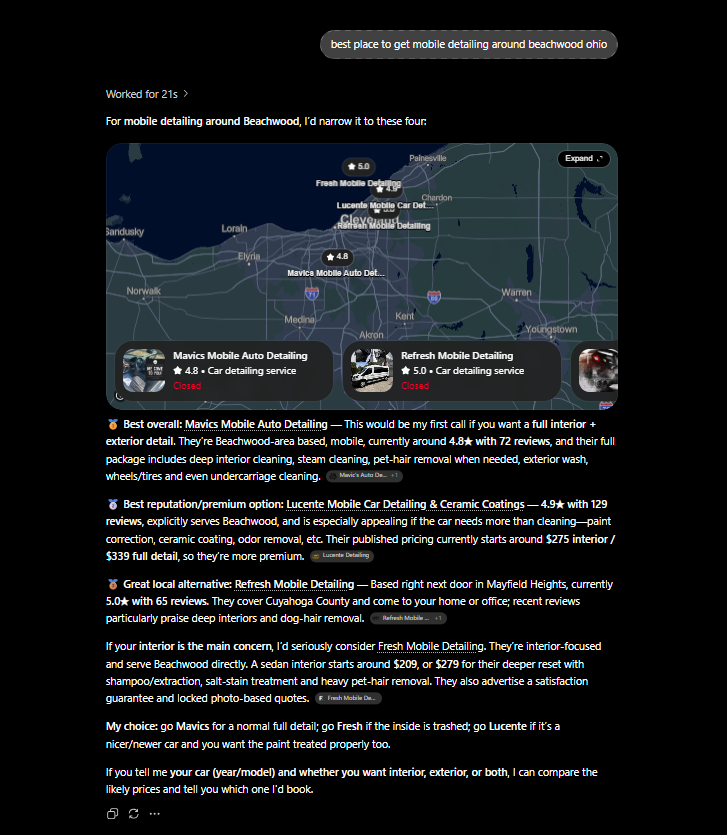 best place to get mobile detailing around beachwood ohio
Worked for 21s >
For mobile detailing around Beachwood, I'd narrow it to these four:
Expand
Painesville
5.0
Fresh Mobile Detailing
4.9
Chardon
Lucente Mobile Car Det...
Cleveland
Refresh Mobile Detailing
Sandusky
Lorain
Elyria
4.8
Mavics Mobile Auto Det...
Norwalk
71
80
Warren
Medina
Kent
Akron
Youngstown
Mavics Mobile Auto Detailing
4.8 • Car detailing service
Closed
Refresh Mobile Detailing
5.0 • Car detailing service
Closed
76
🥇 Best overall: Mavics Mobile Auto Detailing — This would be my first call if you want a full interior +
exterior detail. They're Beachwood-area based, mobile, currently around 4.8★ with 72 reviews, and their full
package includes deep interior cleaning, steam cleaning, pet-hair removal when needed, exterior wash,
wheels/tires and even undercarriage cleaning. Mavic's Auto De... +1
🥈 Best reputation/premium option: Lucente Mobile Car Detailing & Ceramic Coatings — 4.9★ with 129
reviews, explicitly serves Beachwood, and is especially appealing if the car needs more than cleaning—paint
correction, ceramic coating, odor removal, etc. Their published pricing currently starts around $275 interior /
$339 full detail, so they're more premium. Lucente Detailing
🥉 Great local alternative: Refresh Mobile Detailing — Based right next door in Mayfield Heights, currently
5.0★ with 65 reviews. They cover Cuyahoga County and come to your home or office; recent reviews
particularly praise deep interiors and dog-hair removal. Refresh Mobile ... +1
If your interior is the main concern, I'd seriously consider Fresh Mobile Detailing. They're interior-focused
and serve Beachwood directly. A sedan interior starts around $209, or $279 for their deeper reset with
shampoo/extraction, salt-stain treatment and heavy pet-hair removal. They also advertise a satisfaction
guarantee and locked photo-based quotes. Fresh Mobile De...
My choice: go Mavics for a normal full detail; go Fresh if the inside is trashed; go Lucente if it's a
nicer/newer car and you want the paint treated properly too.
If you tell me your car (year/model) and whether you want interior, exterior, or both, I can compare the
likely prices and tell you which one I'd book.